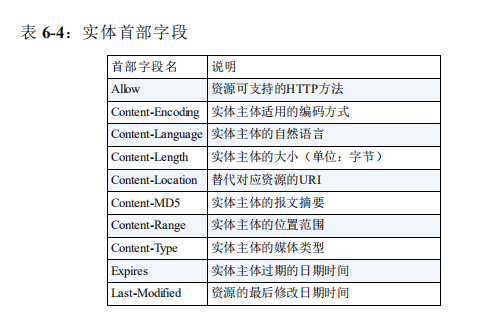 表 6-4：实体首部字段
首部字段名 说明
Allow 资源可支持的HTTP方法
Content-Encoding 实体主体适用的编码方式
Content-Language 实体主体的自然语言
Content-Length 实体主体的大小（单位：字节）
Content-Location 替代对应资源的URI
Content-MD5 实体主体的报文摘要
Content-Range 实体主体的位置范围
Content-Type 实体主体的媒体类型
Expires 实体主体过期的日期时间
Last-Modified 资源的最后修改日期时间